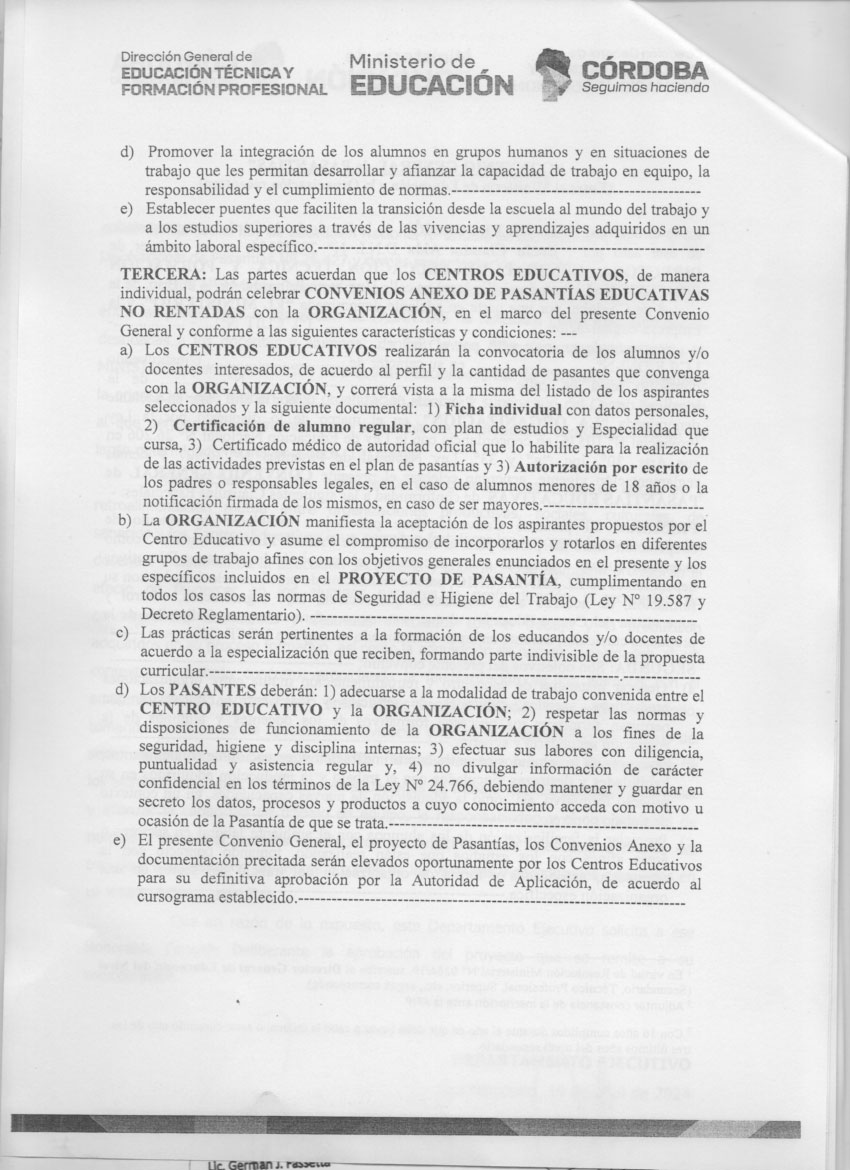 Dirección General de
EDUCACIÓN TÉCNICA Y
FORMACIÓN PROFESIONAL
Ministerio de
EDUCACIÓN
CÓRDOBA
Seguimos haciendo
d) Promover la integración de los alumnos en grupos humanos y en situaciones de
trabajo que les permitan desarrollar y afianzar la capacidad de trabajo en equipo, la
responsabilidad y el cumplimiento de normas.---------------------------------------------
e) Establecer puentes que faciliten la transición desde la escuela al mundo del trabajo y
a los estudios superiores a través de las vivencias y aprendizajes adquiridos en un
ámbito laboral específico.----------------------------------------------------------------------
TERCERA: Las partes acuerdan que los CENTROS EDUCATIVOS, de manera
individual, podrán celebrar CONVENIOS ANEXO DE PASANTÍAS EDUCATIVAS
NO RENTADAS con la ORGANIZACIÓN, en el marco del presente Convenio
General y conforme a las siguientes características y condiciones: ---
a) Los CENTROS EDUCATIVOS realizarán la convocatoria de los alumnos y/o
docentes interesados, de acuerdo al perfil y la cantidad de pasantes que convenga
con la ORGANIZACIÓN, y correrá vista a la misma del listado de los aspirantes
seleccionados y la siguiente documental: 1) Ficha individual con datos personales,
2) Certificación de alumno regular, con plan de estudios y Especialidad que
cursa, 3) Certificado médico de autoridad oficial que lo habilite para la realización
de las actividades previstas en el plan de pasantías y 3) Autorización por escrito de
los padres o responsables legales, en el caso de alumnos menores de 18 años o la
notificación firmada de los mismos, en caso de ser mayores.-----------------------------
b) La ORGANIZACIÓN manifiesta la aceptación de los aspirantes propuestos por el
Centro Educativo y asume el compromiso de incorporarlos y rotarlos en diferentes
grupos de trabajo afines con los objetivos generales enunciados en el presente y los
específicos incluidos en el PROYECTO DE PASANTÍA, cumplimentando en
todos los casos las normas de Seguridad e Higiene del Trabajo (Ley Nº 19.587 y
Decreto Reglamentario). ----------------------------------------------------------------------
c) Las prácticas serán pertinentes a la formación de los educandos y/o docentes de
acuerdo a la especialización que reciben, formando parte indivisible de la propuesta
curricular.----------------------------------------------------------------------------------------
d) Los PASANTES deberán: 1) adecuarse a la modalidad de trabajo convenida entre el
CENTRO EDUCATIVO y la ORGANIZACIÓN; 2) respetar las normas y
disposiciones de funcionamiento de la ORGANIZACIÓN a los fines de la
seguridad, higiene y disciplina internas; 3) efectuar sus labores con diligencia,
puntualidad y asistencia regular y, 4) no divulgar información de carácter
confidencial en los términos de la Ley Nº 24.766, debiendo mantener y guardar en
secreto los datos, procesos y productos a cuyo conocimiento acceda con motivo u
ocasión de la Pasantía de que se trata.--------------------------------------------------------
e) El presente Convenio General, el proyecto de Pasantías, los Convenios Anexo y la
documentación precitada serán elevados oportunamente por los Centros Educativos
para su definitiva aprobación por la Autoridad de Aplicación, de acuerdo al
cursograma establecido.----------------------------------------------------------------------
Lic. German J.